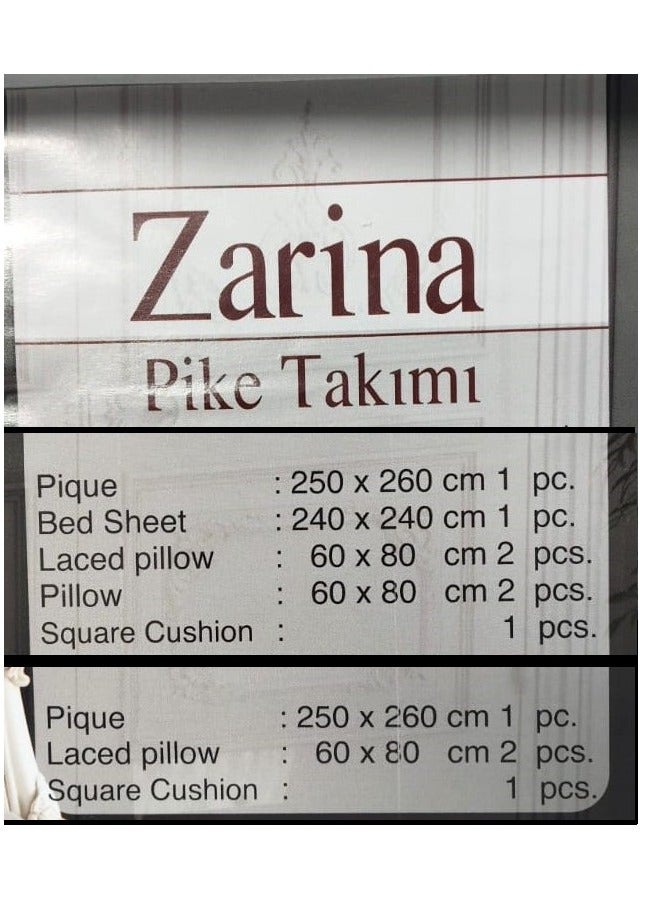 Zarina
Pike Takımı
Pique : 250 x 260 cm 1 pc.
Bed Sheet : 240 x 240 cm 1 pc.
Laced pillow : 60 x 80 cm 2 pcs.
Pillow : 60 x 80 cm 2 pcs.
Square Cushion : 1 pcs.
Pique : 250 x 260 cm 1 pc.
Laced pillow : 60 x 80 cm 2 pcs.
Square Cushion : 1 pcs.